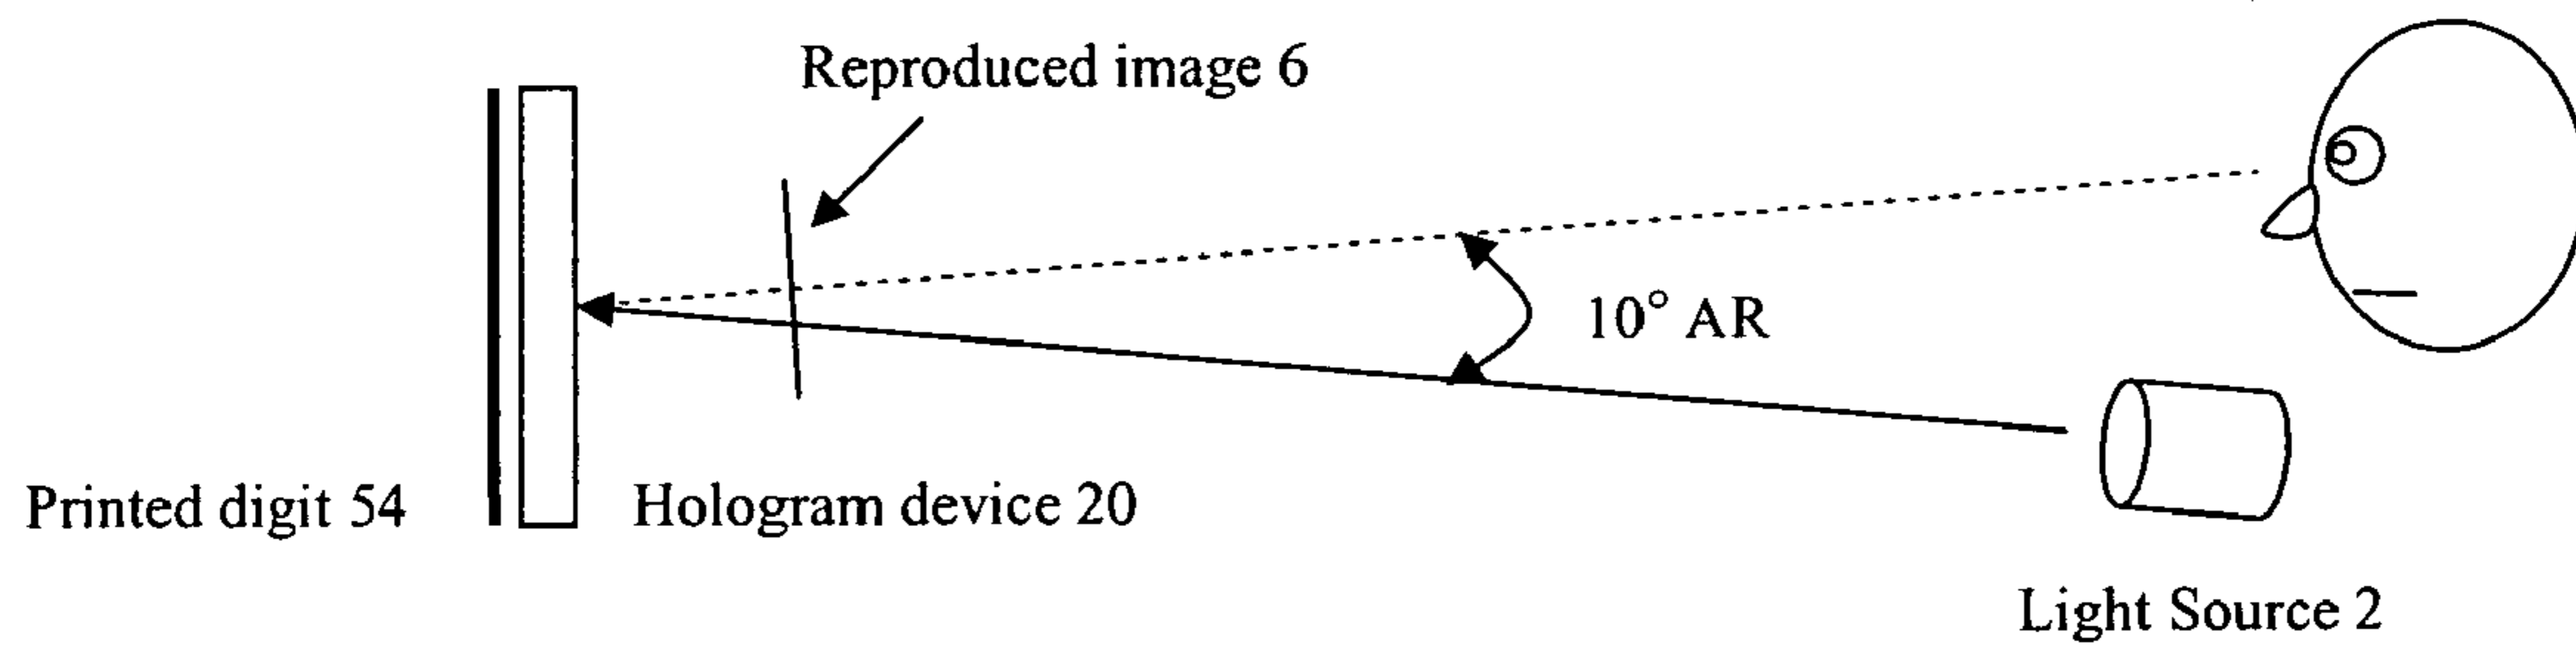 Reproduced image 6
10° AR
Printed digit 54
Hologram device 20
Light Source 2